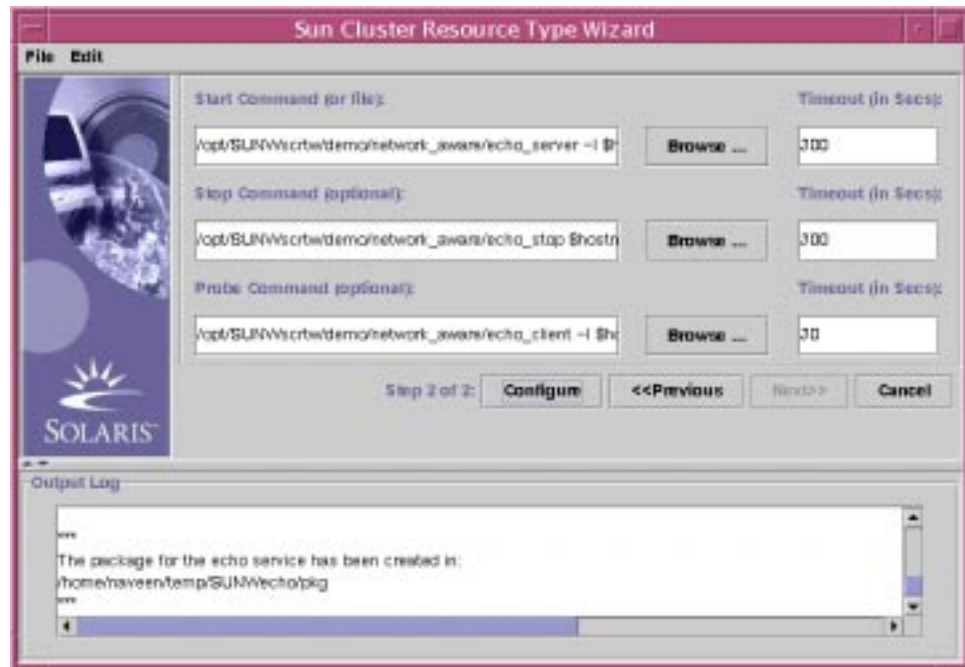 Sun Cluster Resource Type Wizard
File Edit
Start Command (or file): Timeout (in Secs):
/opt/SUNWscrtw/demo/network_aware/echo_server -l $h Browse ... 300
Stop Command (optional): Timeout (in Secs):
/opt/SUNWscrtw/demo/network_aware/echo_stop $hostn Browse ... 300
Probe Command (optional): Timeout (in Secs):
/opt/SUNWscrtw/demo/network_aware/echo_client -l $ho Browse ... 30
Step 2 of 2: Configure <<Previous Next>> Cancel
SOLARIS™
Output Log
***
The package for the echo service has been created in:
/home/naveen/temp/SUNWecho/pkg
***